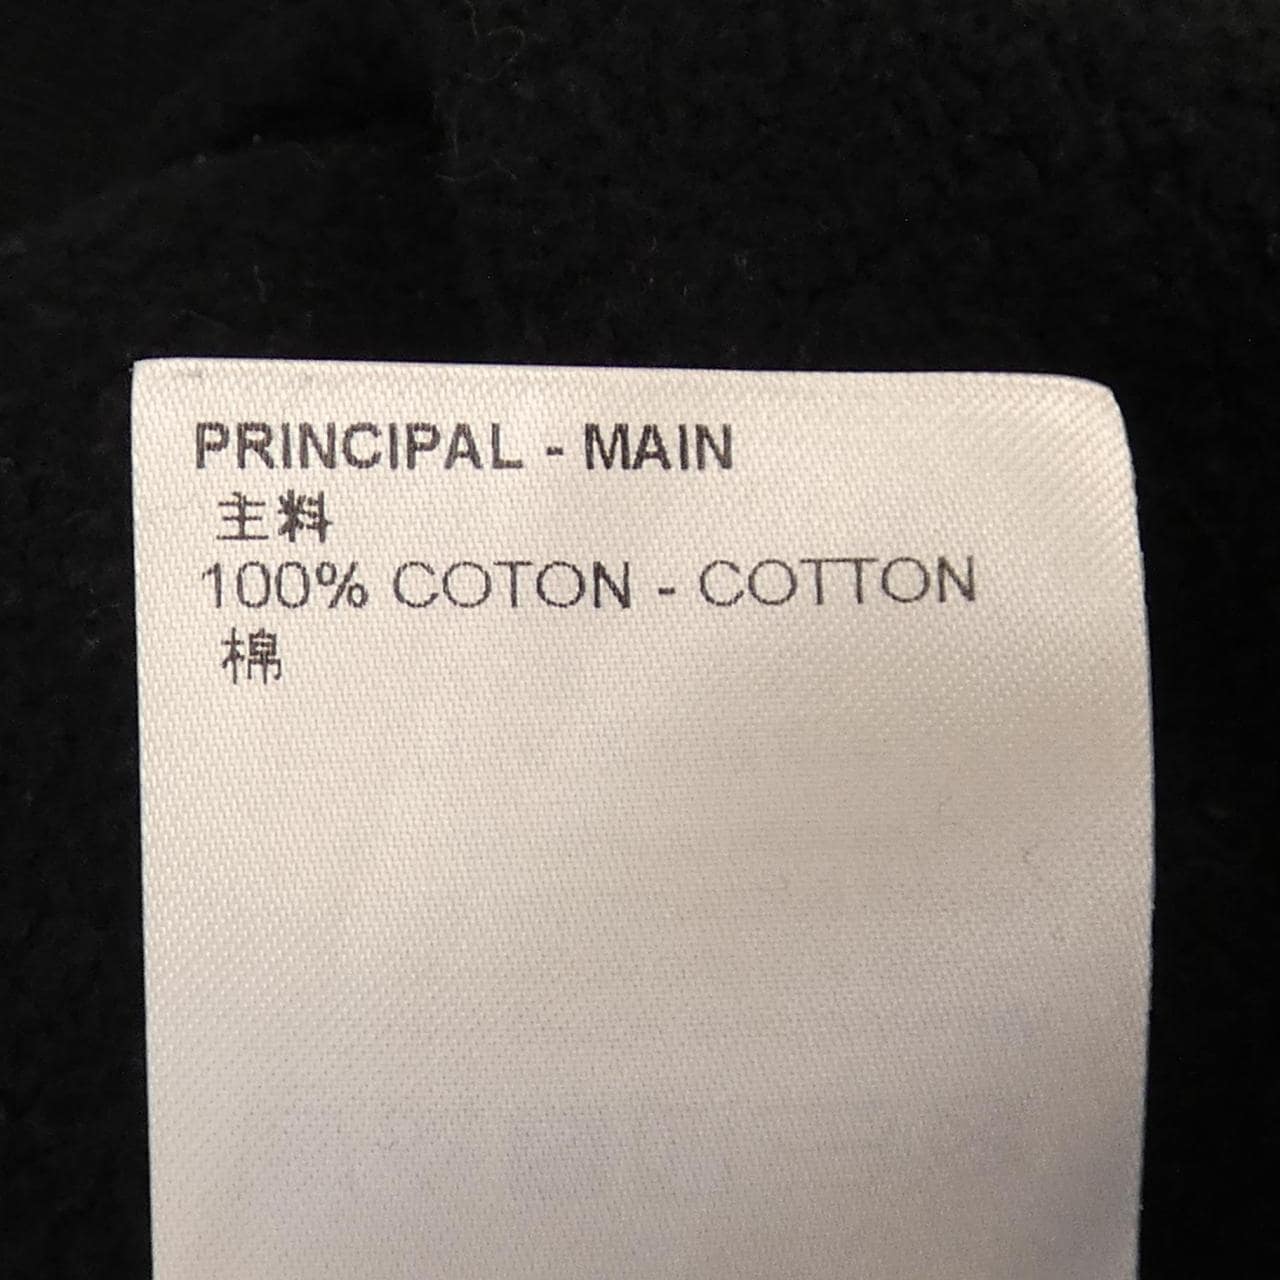 PRINCIPAL - MAIN
主料
100% COTON - COTTON
棉